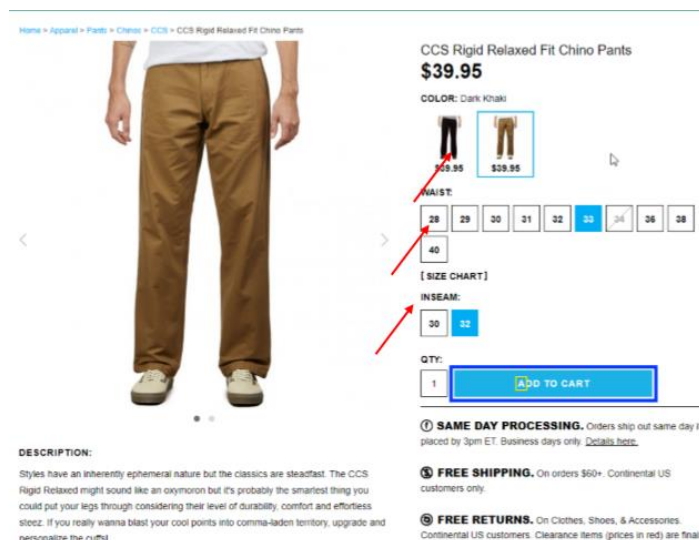 Home > Apparel > Pants > Chinos > CCS > CCS Rigid Relaxed Fit Chino Pants
CCS Rigid Relaxed Fit Chino Pants
$39.95
COLOR: Dark Khaki
$39.95 $39.95
WAIST:
28 29 30 31 32 33 34 36 38
40
[ SIZE CHART ]
INSEAM:
30 32
QTY:
1 ADD TO CART
SAME DAY PROCESSING. Orders ship out same day i
placed by 3pm ET. Business days only. Details here.
FREE SHIPPING. On orders $60+. Continental US
customers only.
FREE RETURNS. On Clothes, Shoes, & Accessories.
Continental US customers. Clearance items (prices in red) are final
DESCRIPTION:
Styles have an inherently ephemeral nature but the classics are steadfast. The CCS
Rigid Relaxed might sound like an oxymoron but it's probably the smartest thing you
could put your legs through considering their level of durability, comfort and effortless
steez. If you really wanna blast your cool points into comma-laden territory, upgrade and
personalize the cuffs!